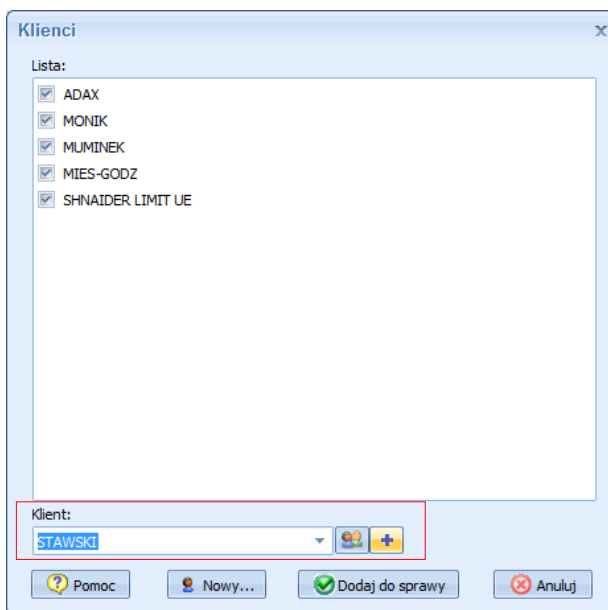 Klienci
Lista:
ADAX
MONIK
MUMINEK
MIES-GODZ
SHNAIDER LIMIT UE
Klient:
STAWSKI
Pomoc Nowy... Dodaj do sprawy Anuluj